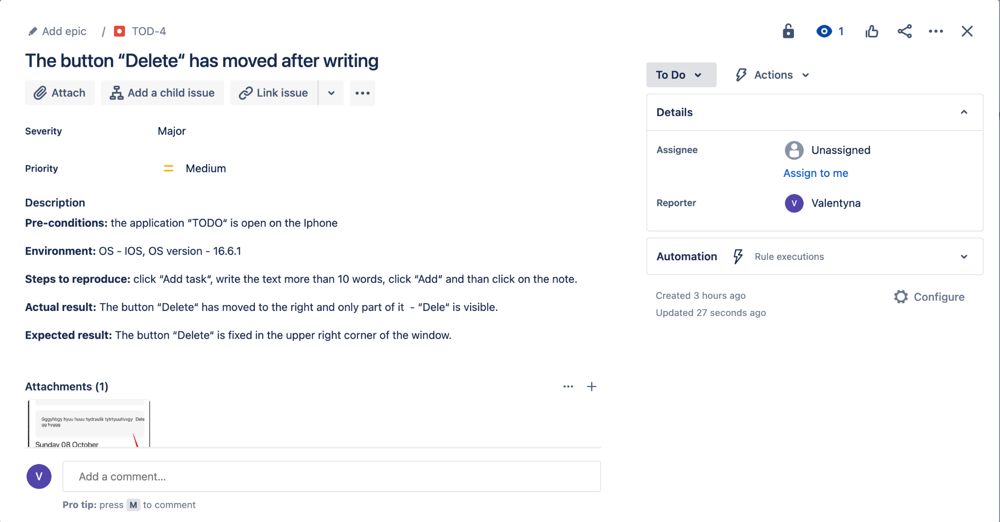 Add epic / TOD-4
1
The button “Delete“ has moved after writing
Attach Add a child issue Link issue
To Do Actions
Severity Major
Priority Medium
Description
Pre-conditions: the application “TODO“ is open on the Iphone
Environment: OS - IOS, OS version - 16.6.1
Steps to reproduce: click “Add task“, write the text more than 10 words, click “Add“ and than click on the note.
Actual result: The button “Delete“ has moved to the right and only part of it - “Dele“ is visible.
Expected result: The button “Delete“ is fixed in the upper right corner of the window.
Attachments (1)
Gggyhbgy hyuu huuu hydraulik tytrtyuuhvvgy Dele
gg hyggg
Sunday 08 October
V Add a comment...
Pro tip: press M to comment
Details
Assignee Unassigned
Assign to me
Reporter V Valentyna
Automation Rule executions
Created 3 hours ago Configure
Updated 27 seconds ago